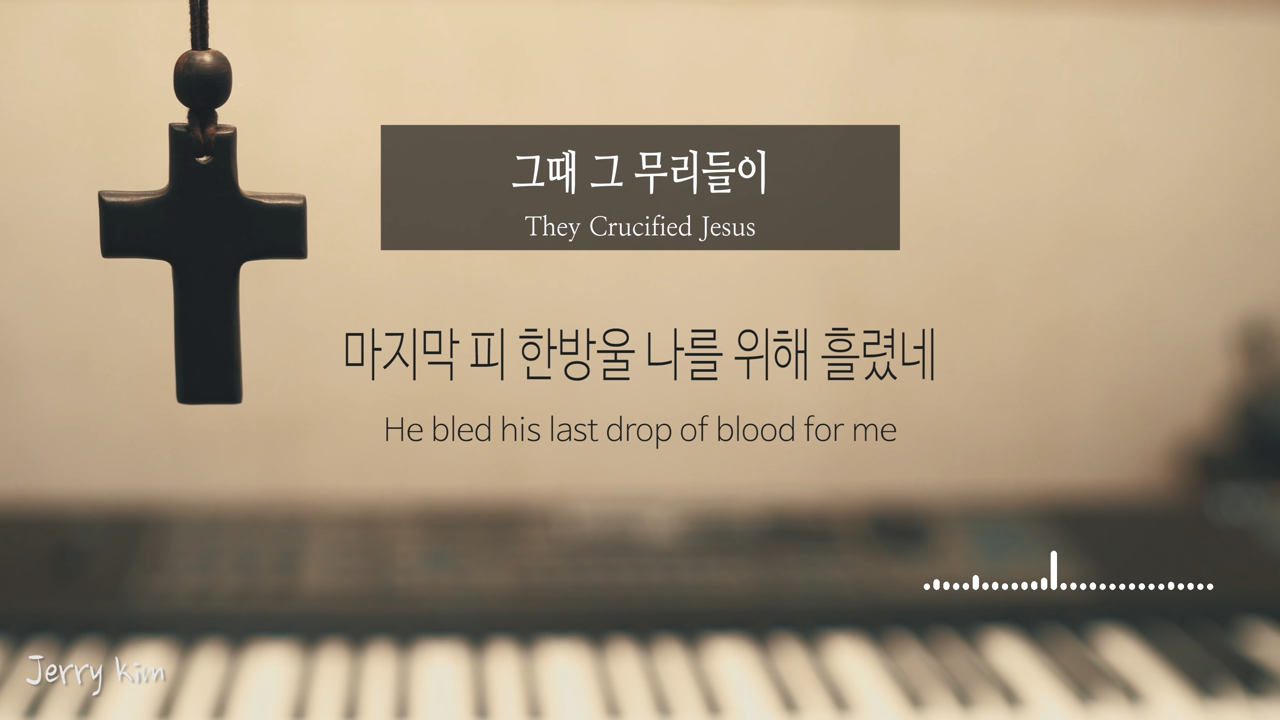 그때 그 무리들이
They Crucified Jesus
마지막 피 한방울 나를 위해 흘렸네
He bled his last drop of blood for me
Jerry Kim